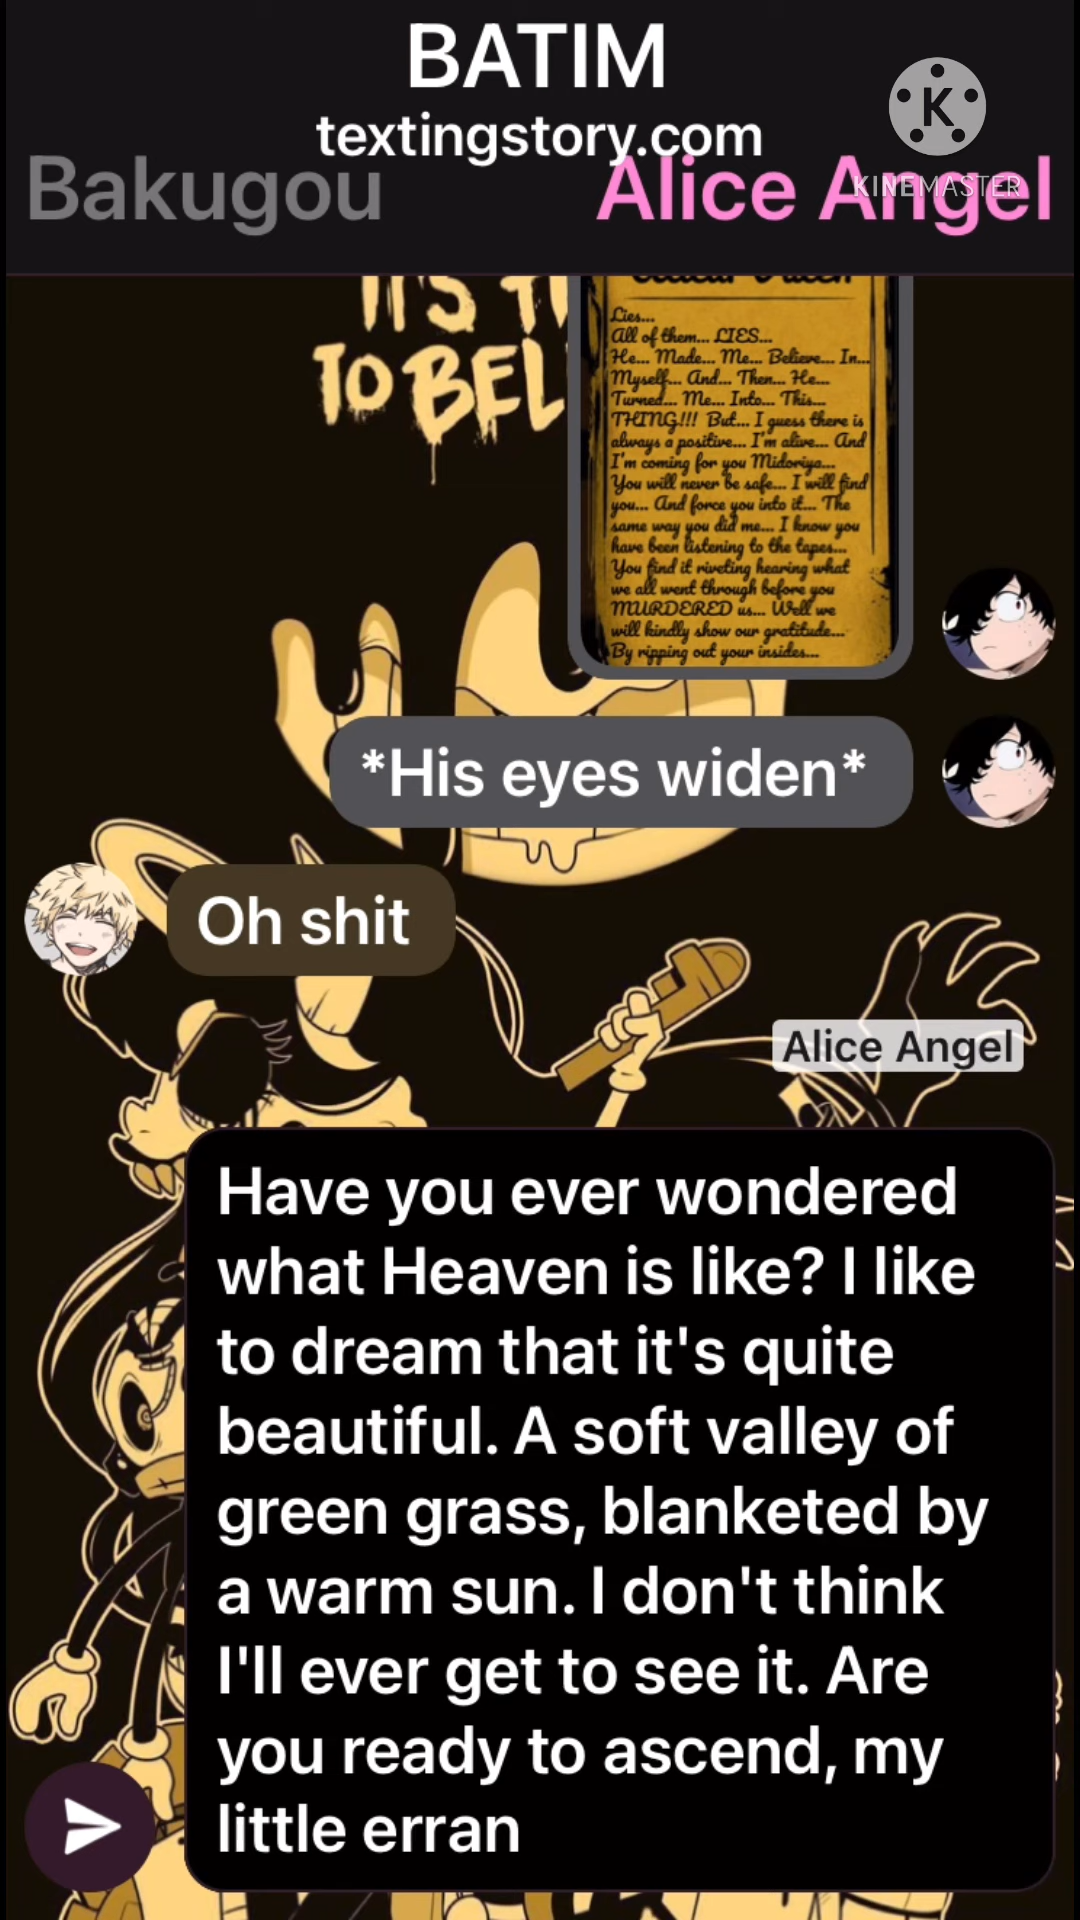 BATIM
textingstory.com
K
KINEMASTER
Bakugou
Alice Angel
IT'S TI
TO BEL
Lies...
All of them... LIES...
He... Made... Me... Believe... In...
Myself... And... Then... He...
Turned... Me... Into... This...
THING!!! But... I guess there is
always a positive... I'm alive... And
I'm coming for you Midoriya...
You will never be safe... I will find
you... And force you into it... The
same way you did me... I know you
have been listening to the tapes...
You find it riveting hearing what
we all went through before you
MURDERED us... Well we
will kindly show our gratitude...
By ripping out your insides...
*His eyes widen*
Oh shit
Alice Angel
Have you ever wondered
what Heaven is like? I like
to dream that it's quite
beautiful. A soft valley of
green grass, blanketed by
a warm sun. I don't think
I'll ever get to see it. Are
you ready to ascend, my
little erran